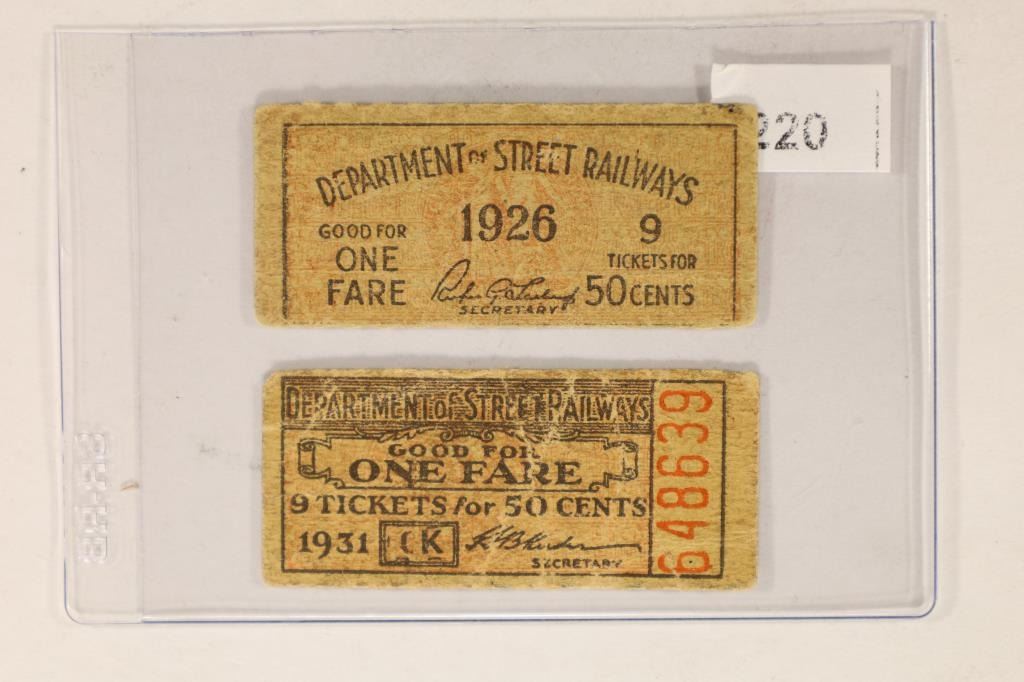 220
DEPARTMENT OF STREET RAILWAYS
1926
GOOD FOR
ONE
FARE
9
TICKETS FOR
50 CENTS
SECRETARY
DEPARTMENT OF STREET RAILWAYS
GOOD FOR
ONE FARE
9 TICKETS for 50 CENTS
1931
K
SECRETARY
648639